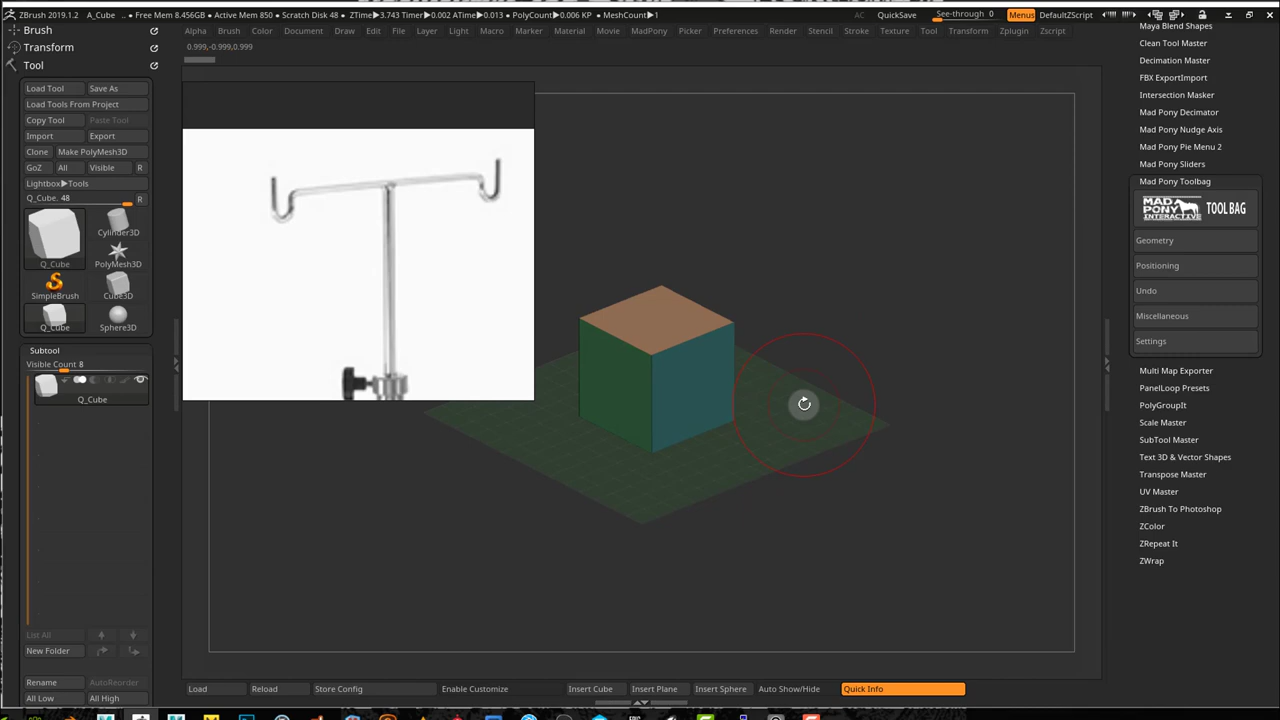 ZBrush 2019.1.2 A_Cube .. • Free Mem 8.456GB • Active Mem 850 • Scratch Disk 48 • ZTime▶3.743 Timer▶0.002 ATime▶0.013 • PolyCount▶0.006 KP • MeshCount▶1 AC QuickSave See-through 0 Menus DefaultZScript
Brush
Transform
Tool
Alpha Brush Color Document Draw Edit File Layer Light Macro Marker Material Movie MadPony Picker Preferences Render Stencil Stroke Texture Tool Transform Zplugin Zscript
0.999,-0.999,0.999
Load Tool Save As
Load Tools From Project
Copy Tool Paste Tool
Import Export
Clone Make PolyMesh3D
GoZ All Visible R
Lightbox▶Tools
Q_Cube. 48 R
Q_Cube
Cylinder3D
PolyMesh3D
SimpleBrush
Cube3D
Q_Cube
Sphere3D
Subtool
Visible Count 8
Q_Cube
List All
New Folder
Rename AutoReorder
All Low All High
Load Reload Store Config Enable Customize Insert Cube Insert Plane Insert Sphere Auto Show/Hide Quick Info
Maya Blend Shapes
Clean Tool Master
Decimation Master
FBX ExportImport
Intersection Masker
Mad Pony Decimator
Mad Pony Nudge Axis
Mad Pony Pie Menu 2
Mad Pony Sliders
Mad Pony Toolbag
MAD PONY INTERACTIVE TOOL BAG
Geometry
Positioning
Undo
Miscellaneous
Settings
Multi Map Exporter
PanelLoop Presets
PolyGroupIt
Scale Master
SubTool Master
Text 3D & Vector Shapes
Transpose Master
UV Master
ZBrush To Photoshop
ZColor
ZRepeat It
ZWrap